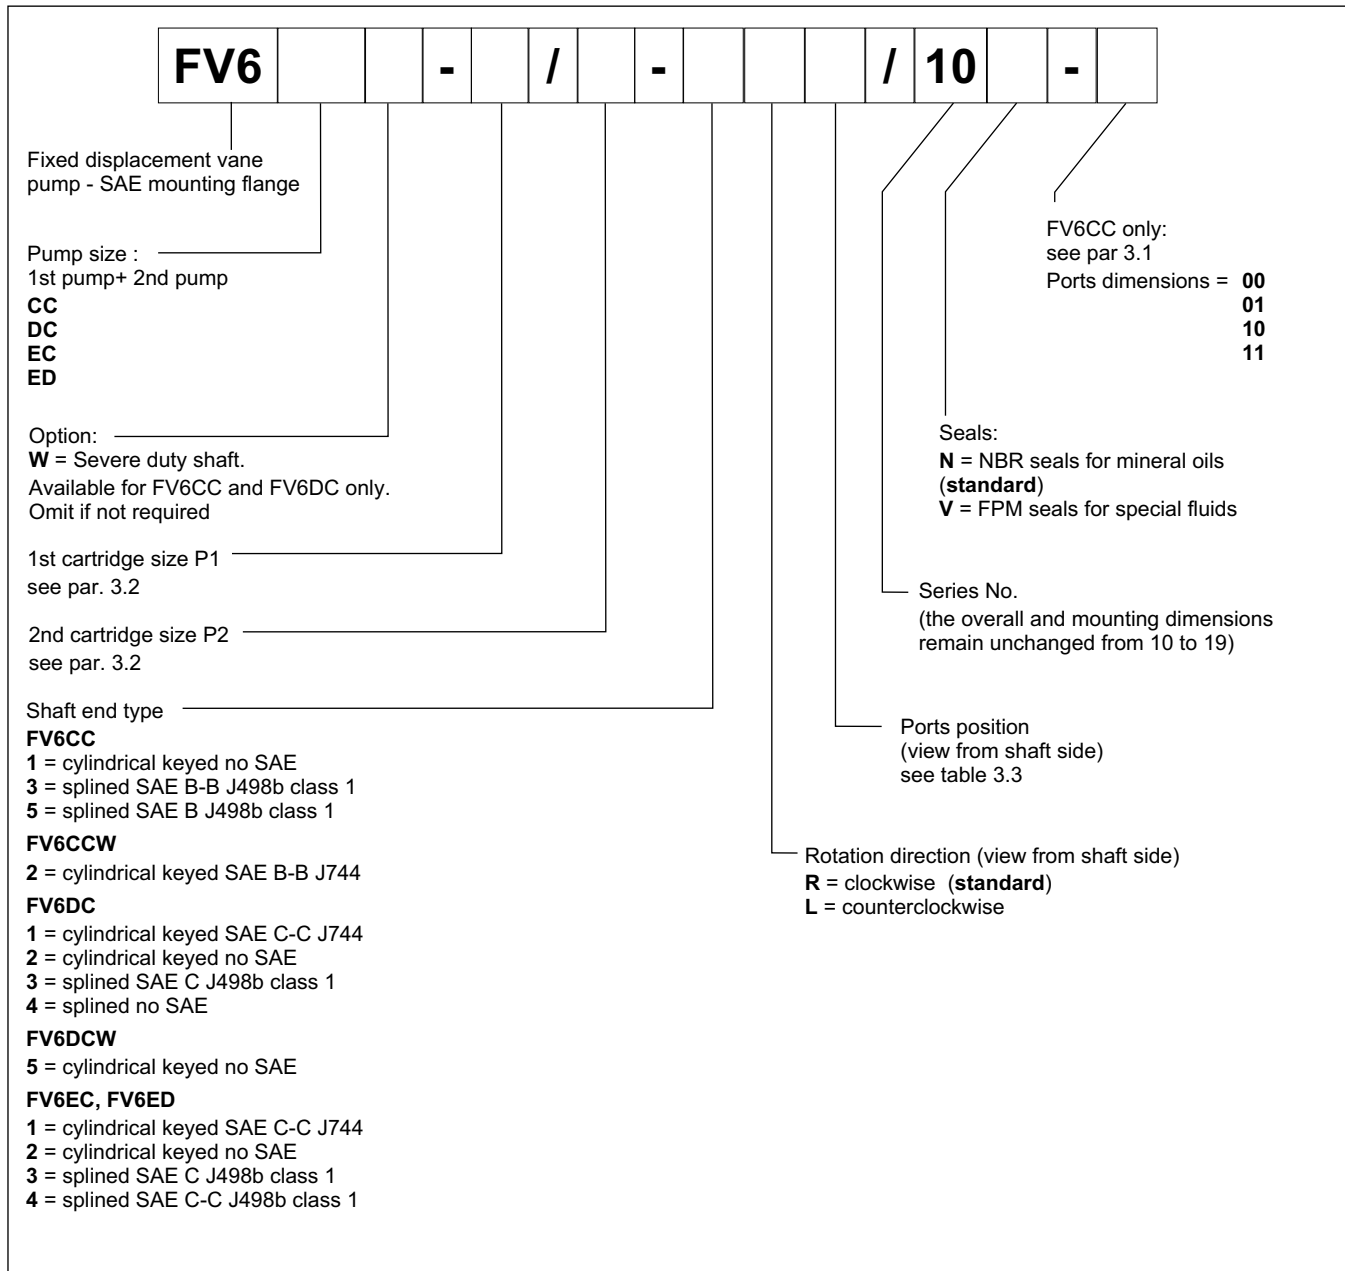 FV6 - / - / 10 -
Fixed displacement vane
pump - SAE mounting flange
Pump size :
1st pump+ 2nd pump
CC
DC
EC
ED
Option:
W = Severe duty shaft.
Available for FV6CC and FV6DC only.
Omit if not required
1st cartridge size P1
see par. 3.2
2nd cartridge size P2
see par. 3.2
Shaft end type
FV6CC
1 = cylindrical keyed no SAE
3 = splined SAE B-B J498b class 1
5 = splined SAE B J498b class 1
FV6CCW
2 = cylindrical keyed SAE B-B J744
FV6DC
1 = cylindrical keyed SAE C-C J744
2 = cylindrical keyed no SAE
3 = splined SAE C J498b class 1
4 = splined no SAE
FV6DCW
5 = cylindrical keyed no SAE
FV6EC, FV6ED
1 = cylindrical keyed SAE C-C J744
2 = cylindrical keyed no SAE
3 = splined SAE C J498b class 1
4 = splined SAE C-C J498b class 1
FV6CC only:
see par 3.1
Ports dimensions = 00
01
10
11
Seals:
N = NBR seals for mineral oils
(standard)
V = FPM seals for special fluids
Series No.
(the overall and mounting dimensions
remain unchanged from 10 to 19)
Ports position
(view from shaft side)
see table 3.3
Rotation direction (view from shaft side)
R = clockwise (standard)
L = counterclockwise